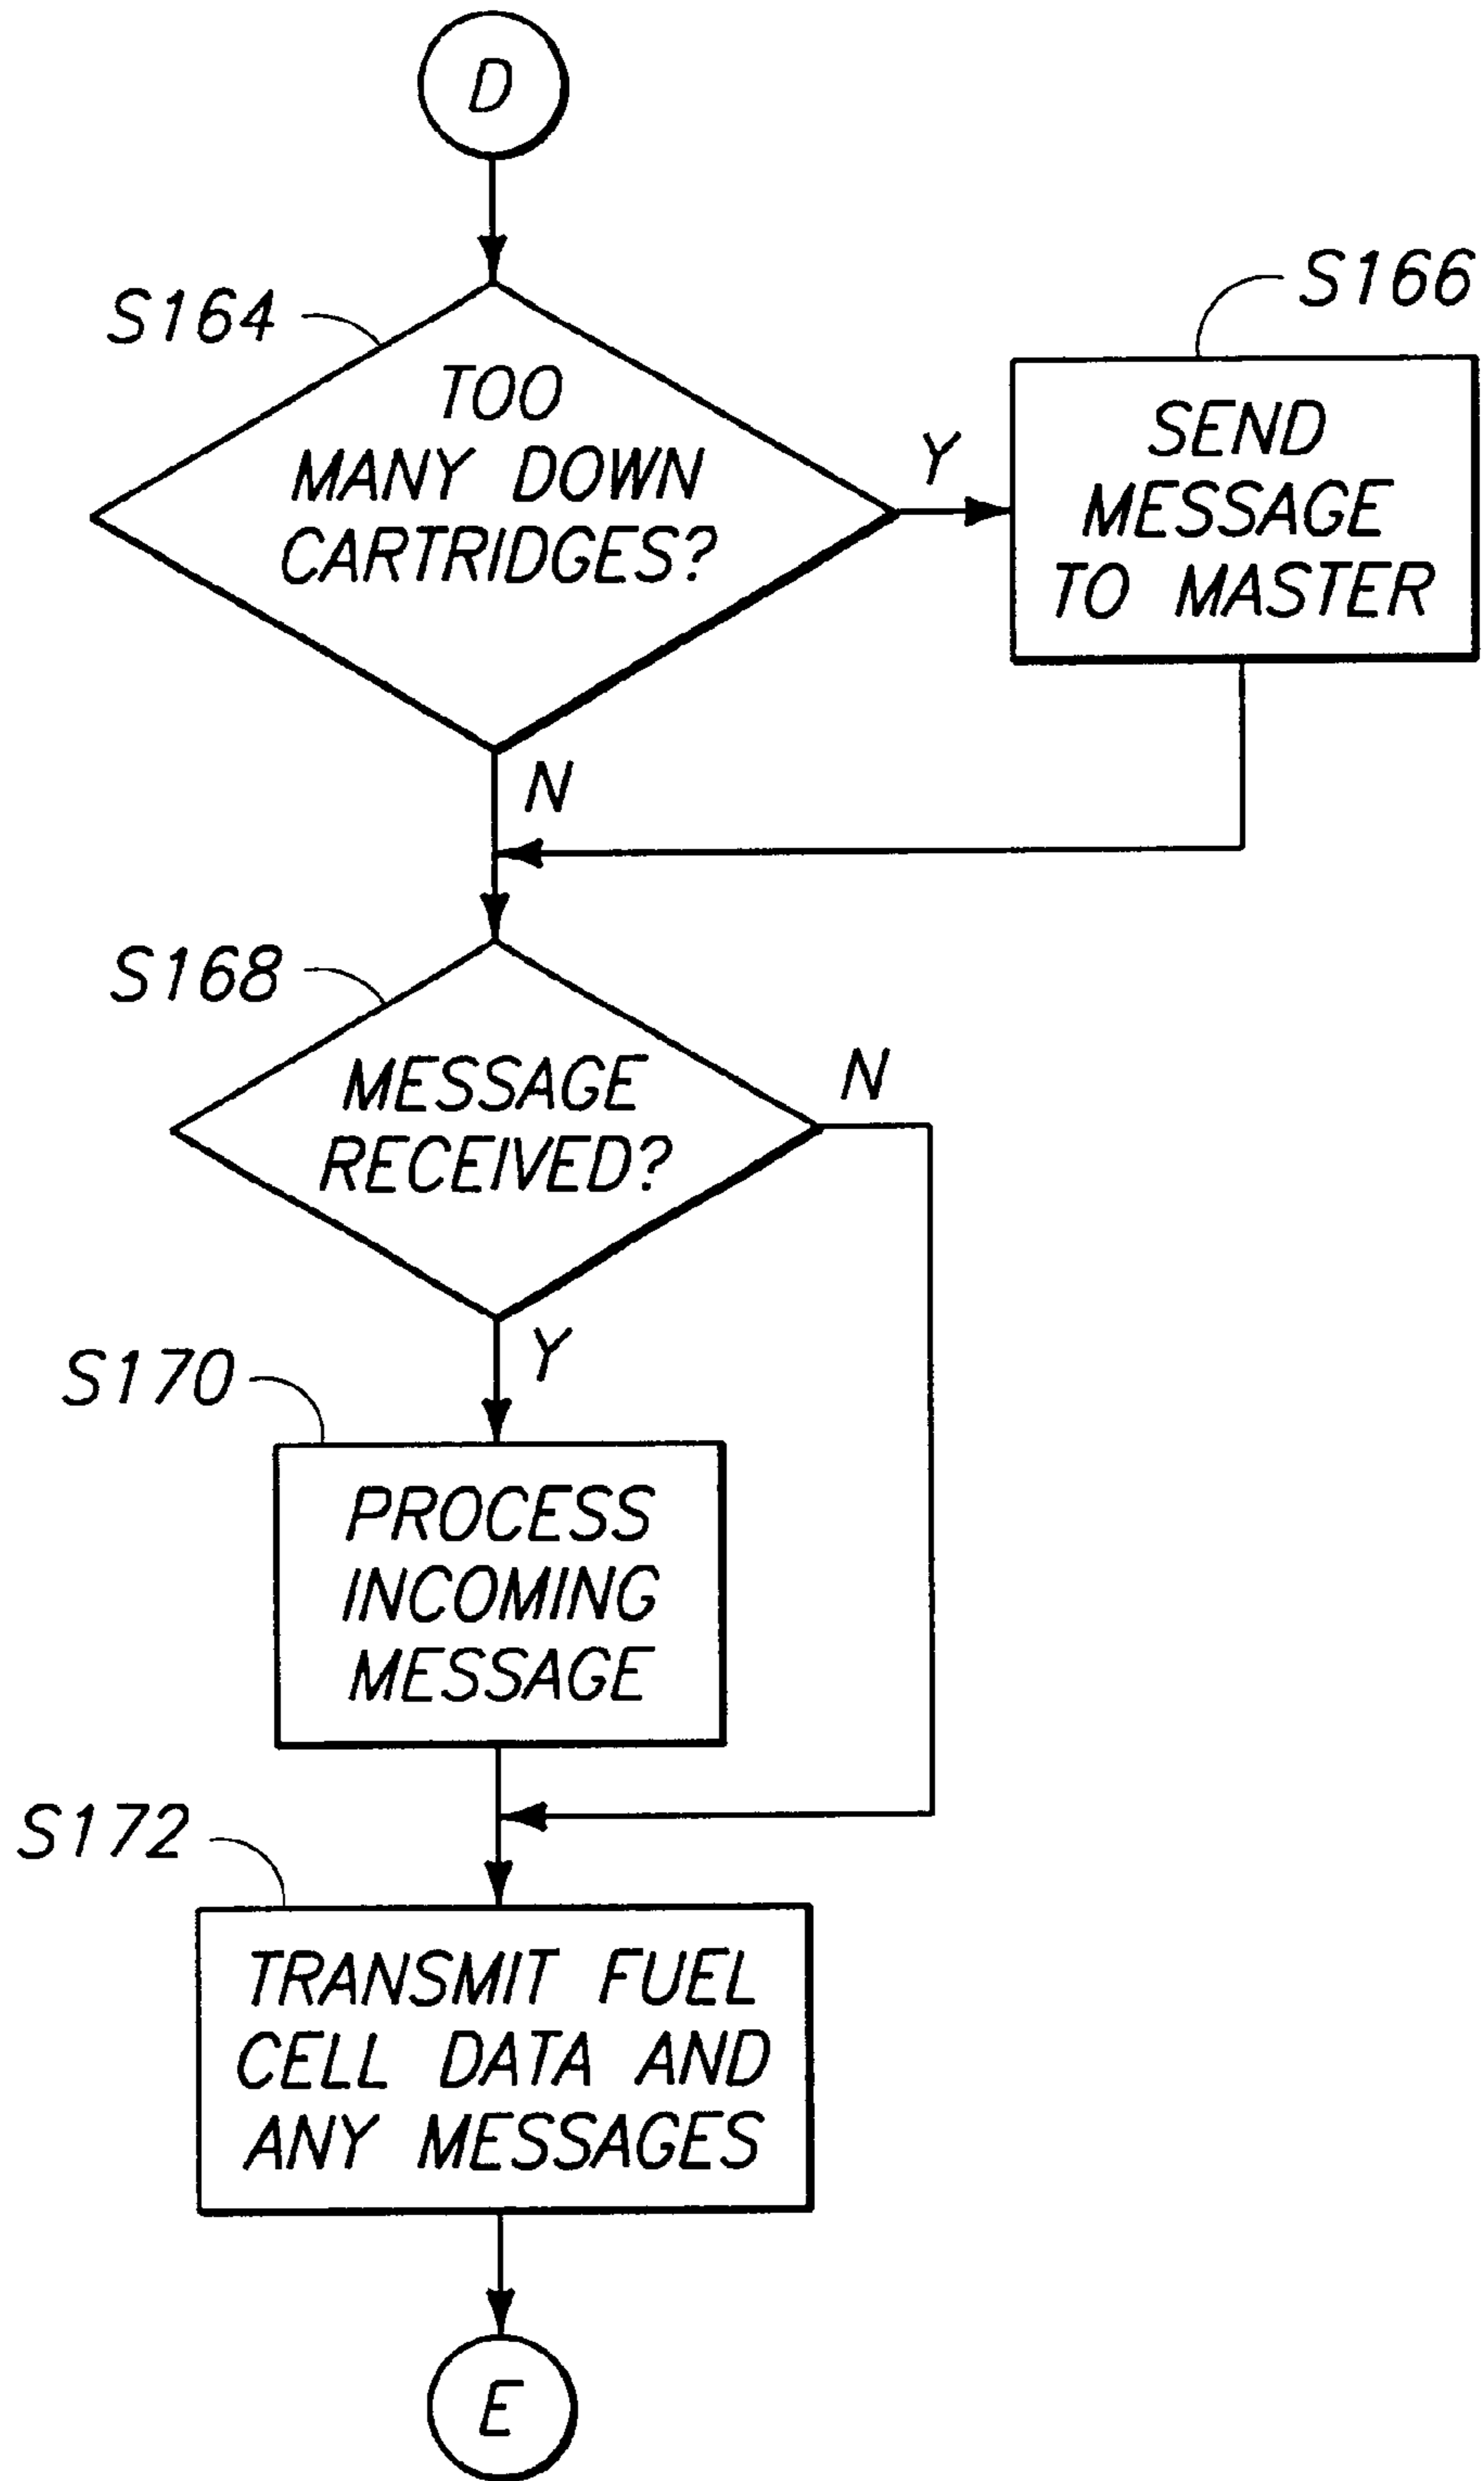 D
S164
TOO
MANY DOWN
CARTRIDGES?
Y
S166
SEND
MESSAGE
TO MASTER
N
S168
MESSAGE
RECEIVED?
N
Y
S170
PROCESS
INCOMING
MESSAGE
S172
TRANSMIT FUEL
CELL DATA AND
ANY MESSAGES
E